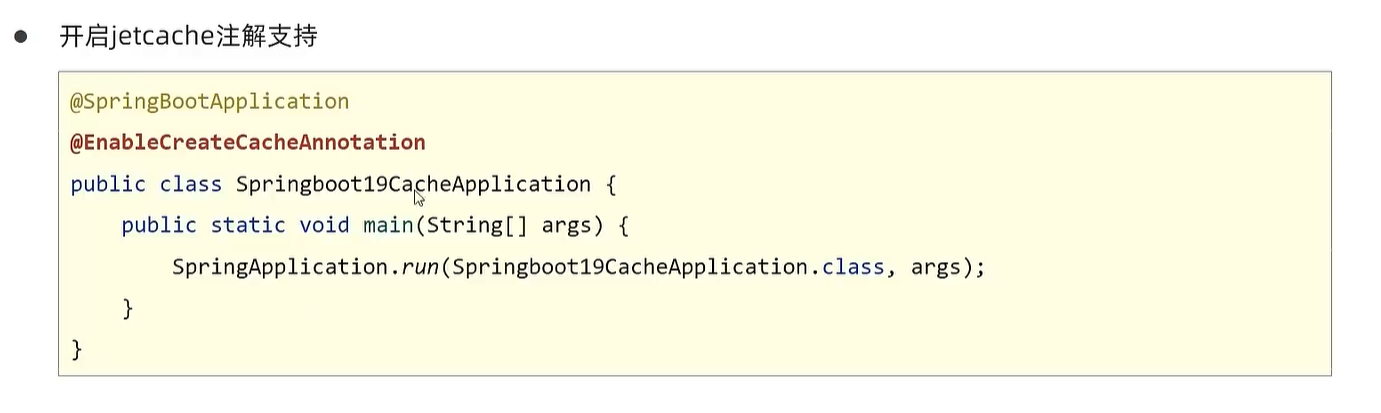 ● 开启jetcache注解支持
@SpringBootApplication
@EnableCreateCacheAnnotation
public class Springboot19CacheApplication {
    public static void main(String[] args) {
        SpringApplication.run(Springboot19CacheApplication.class, args);
    }
}